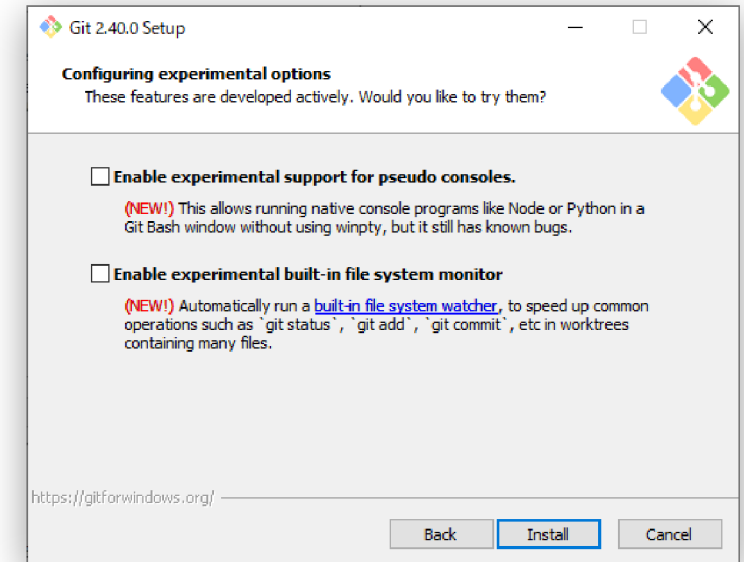 Git 2.40.0 Setup
Configuring experimental options
These features are developed actively. Would you like to try them?
Enable experimental support for pseudo consoles.
(NEW!) This allows running native console programs like Node or Python in a
Git Bash window without using winpty, but it still has known bugs.
Enable experimental built-in file system monitor
(NEW!) Automatically run a built-in file system watcher, to speed up common
operations such as `git status`, `git add`, `git commit`, etc in worktrees
containing many files.
https://gitforwindows.org/
Back Install Cancel